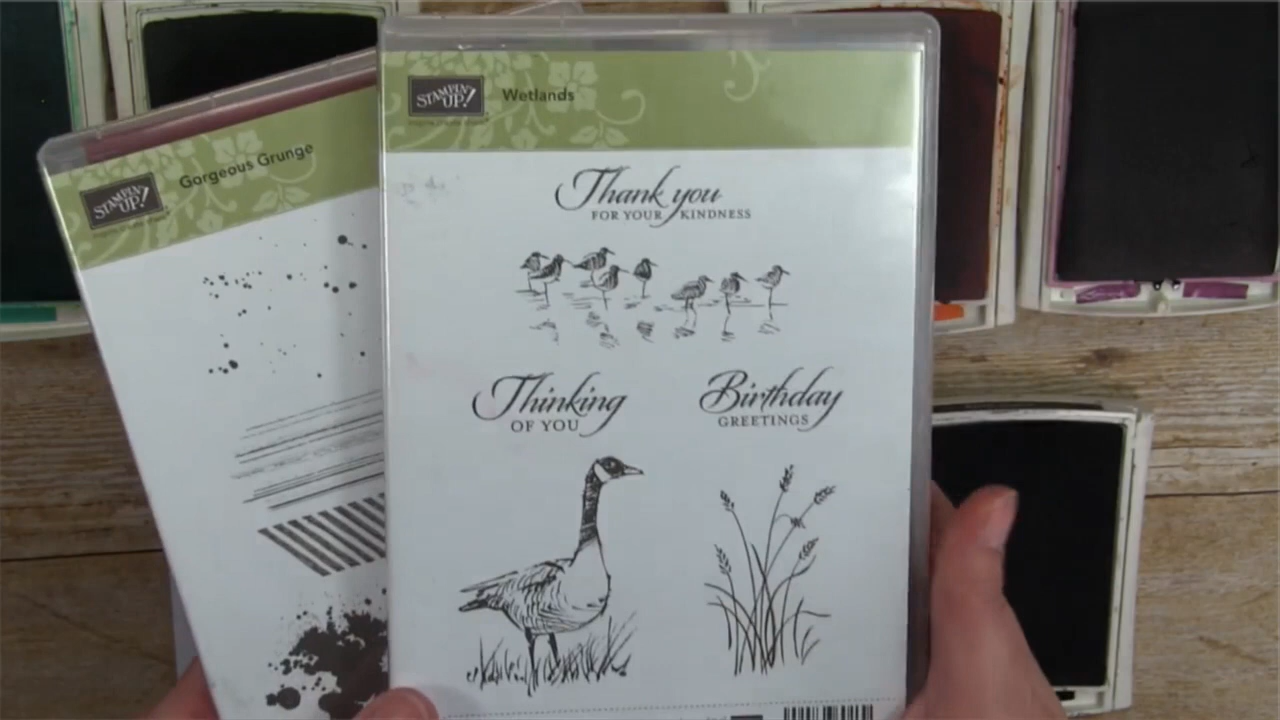 STAMPIN' UP!
Gorgeous Grunge
STAMPIN' UP!
Wetlands
Thank you
FOR YOUR KINDNESS
Thinking
OF YOU
Birthday
GREETINGS